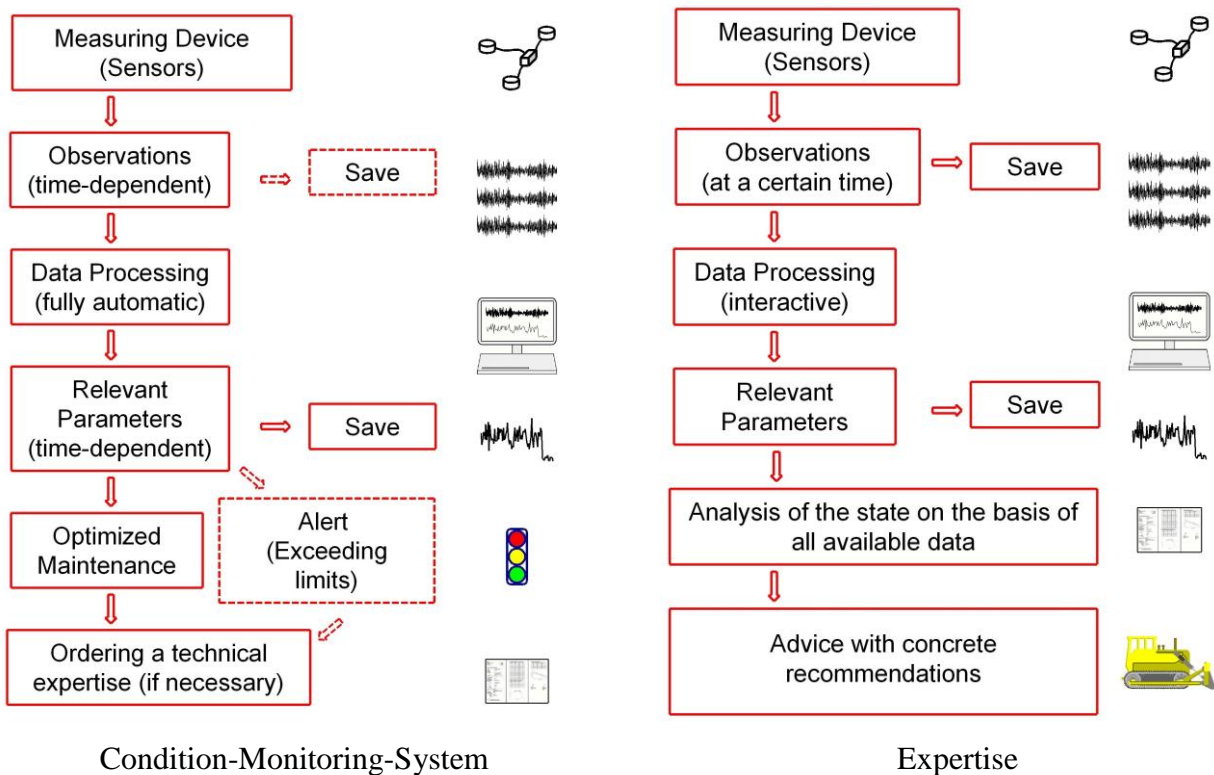 Measuring Device
(Sensors)
Observations
(time-dependent)
Save
Data Processing
(fully automatic)
Relevant
Parameters
(time-dependent)
Save
Optimized
Maintenance
Alert
(Exceeding
limits)
Ordering a technical
expertise (if necessary)
Condition-Monitoring-System
Measuring Device
(Sensors)
Observations
(at a certain time)
Save
Data Processing
(interactive)
Relevant
Parameters
Save
Analysis of the state on the basis of
all available data
Advice with concrete
recommendations
Expertise